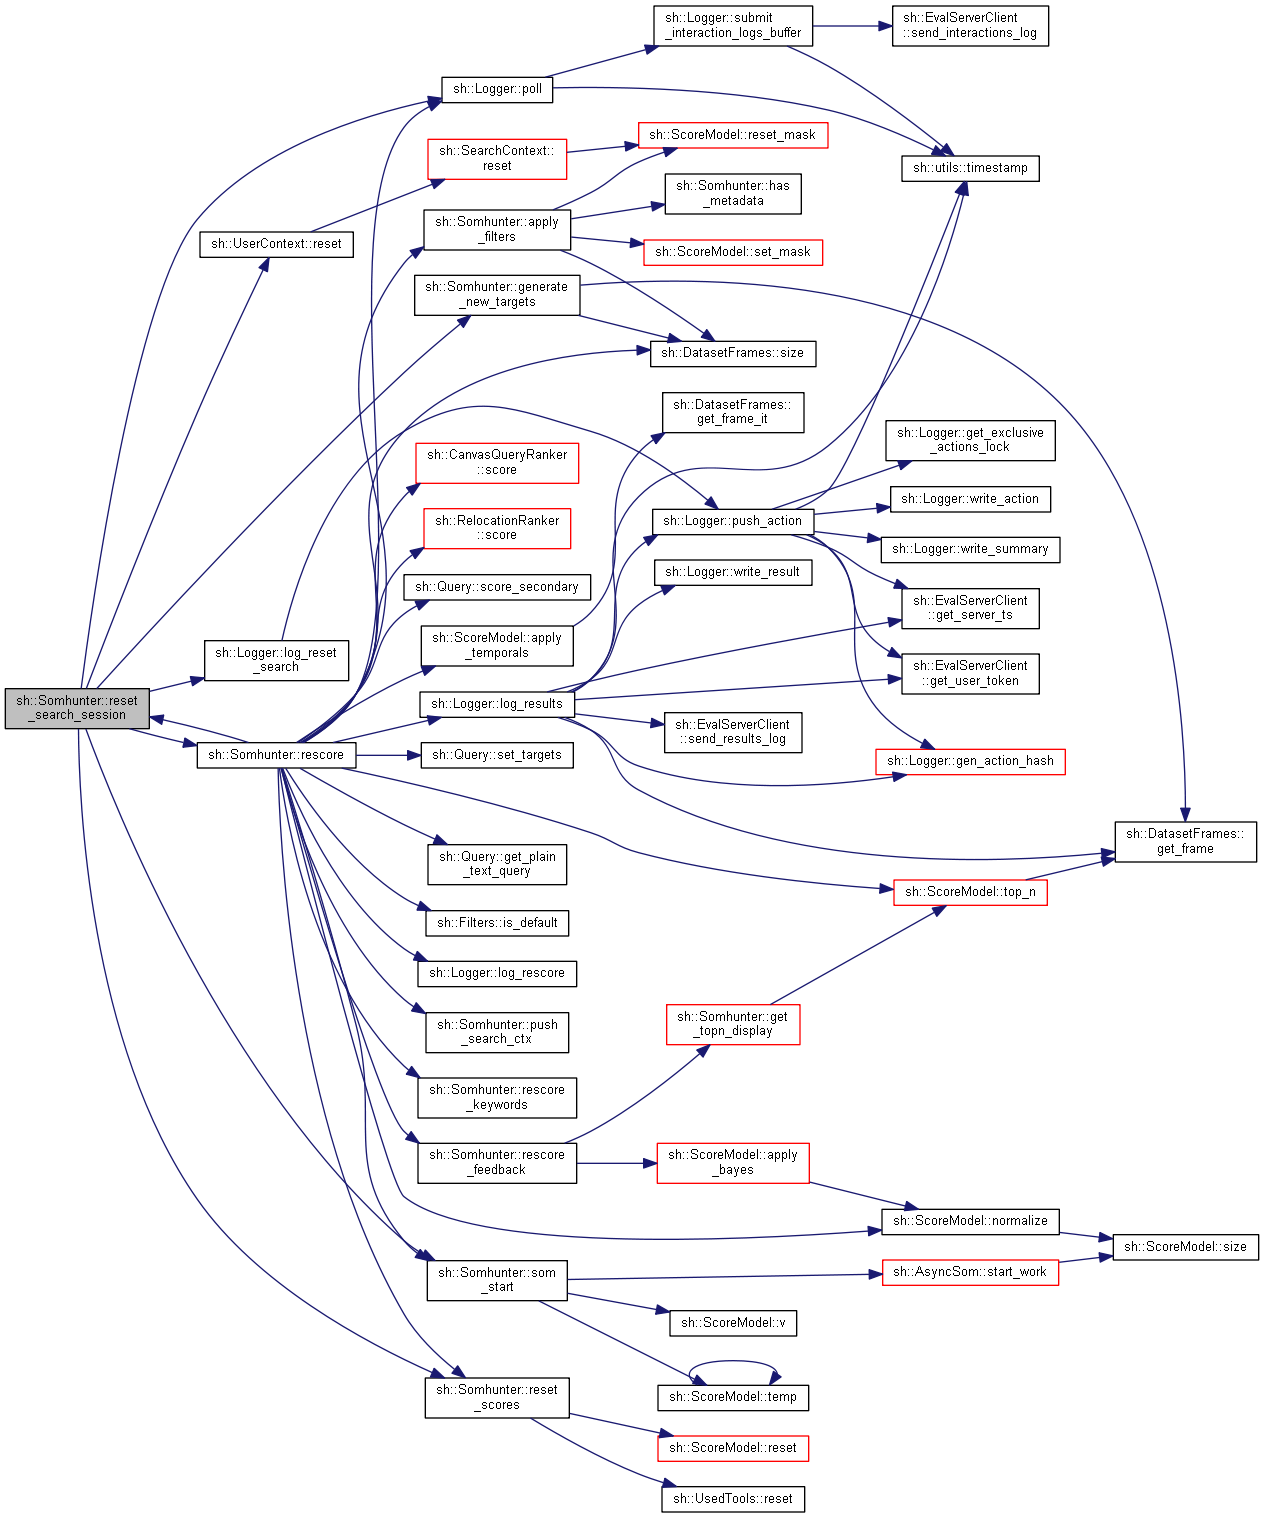 sh::Logger::submit
_interaction_logs_buffer
sh::EvalServerClient
::send_interactions_log
sh::Logger::poll
sh::ScoreModel::reset_mask
sh::SearchContext::
reset
sh::utils::timestamp
sh::Somhunter::has
_metadata
sh::Somhunter::apply
_filters
sh::UserContext::reset
sh::ScoreModel::set_mask
sh::Somhunter::generate
_new_targets
sh::DatasetFrames::size
sh::DatasetFrames::
get_frame_it
sh::Logger::get_exclusive
_actions_lock
sh::CanvasQueryRanker
::score
sh::Logger::write_action
sh::RelocationRanker
::score
sh::Logger::push_action
sh::Logger::write_summary
sh::Query::score_secondary
sh::Logger::write_result
sh::EvalServerClient
::get_server_ts
sh::Logger::log_reset
_search
sh::ScoreModel::apply
_temporals
sh::EvalServerClient
::get_user_token
sh::Somhunter::reset
_search_session
sh::Logger::log_results
sh::EvalServerClient
::send_results_log
sh::Somhunter::rescore
sh::Query::set_targets
sh::Logger::gen_action_hash
sh::DatasetFrames::
get_frame
sh::Query::get_plain
_text_query
sh::ScoreModel::top_n
sh::Filters::is_default
sh::Logger::log_rescore
sh::Somhunter::push
_search_ctx
sh::Somhunter::get
_topn_display
sh::Somhunter::rescore
_keywords
sh::Somhunter::rescore
_feedback
sh::ScoreModel::apply
_bayes
sh::ScoreModel::normalize
sh::ScoreModel::size
sh::Somhunter::som
_start
sh::AsyncSom::start_work
sh::ScoreModel::v
sh::ScoreModel::temp
sh::Somhunter::reset
_scores
sh::ScoreModel::reset
sh::UsedTools::reset